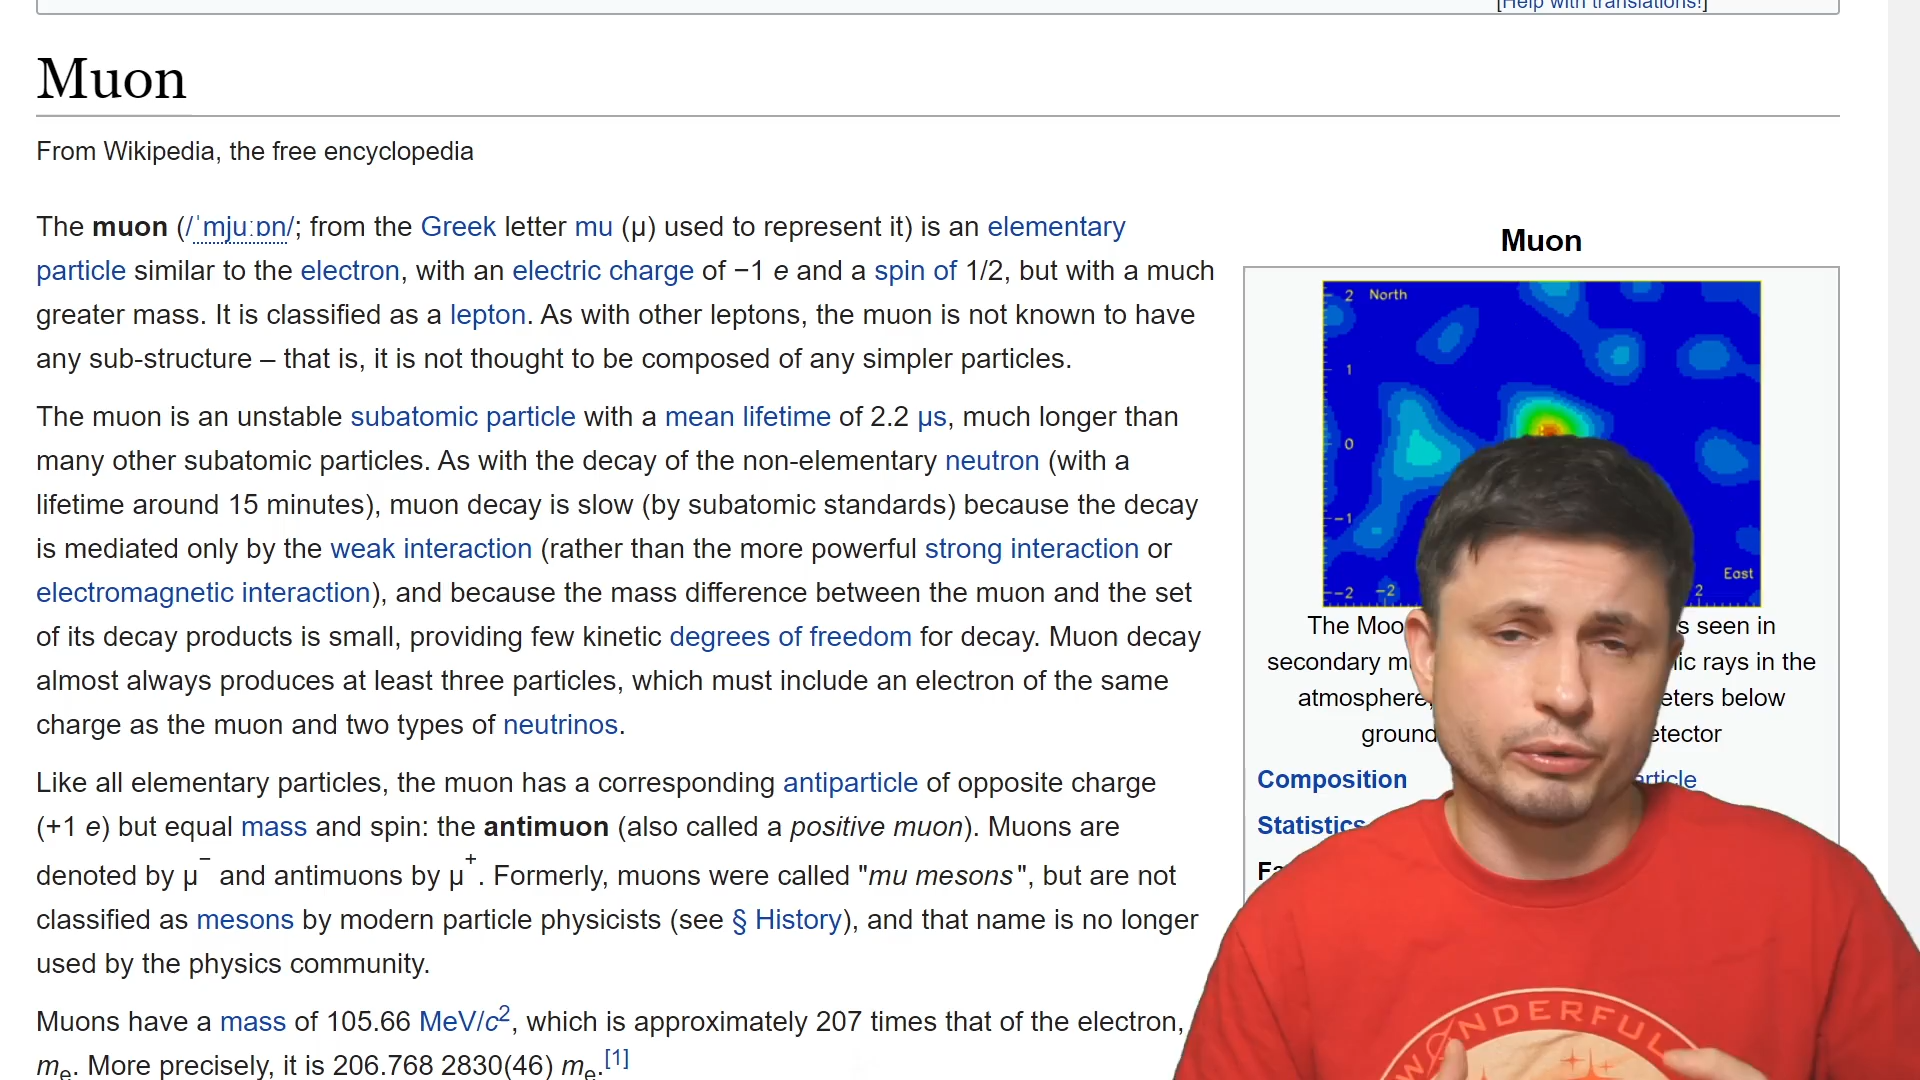 [Help with translations!]
Muon
From Wikipedia, the free encyclopedia
The muon (/ˈmjuːɒn/; from the Greek letter mu (μ) used to represent it) is an elementary
particle similar to the electron, with an electric charge of −1 e and a spin of 1/2, but with a much
greater mass. It is classified as a lepton. As with other leptons, the muon is not known to have
any sub-structure – that is, it is not thought to be composed of any simpler particles.
The muon is an unstable subatomic particle with a mean lifetime of 2.2 μs, much longer than
many other subatomic particles. As with the decay of the non-elementary neutron (with a
lifetime around 15 minutes), muon decay is slow (by subatomic standards) because the decay
is mediated only by the weak interaction (rather than the more powerful strong interaction or
electromagnetic interaction), and because the mass difference between the muon and the set
of its decay products is small, providing few kinetic degrees of freedom for decay. Muon decay
almost always produces at least three particles, which must include an electron of the same
charge as the muon and two types of neutrinos.
Like all elementary particles, the muon has a corresponding antiparticle of opposite charge
(+1 e) but equal mass and spin: the antimuon (also called a positive muon). Muons are
denoted by μ− and antimuons by μ+. Formerly, muons were called "mu mesons", but are not
classified as mesons by modern particle physicists (see § History), and that name is no longer
used by the physics community.
Muons have a mass of 105.66 MeV/c2, which is approximately 207 times that of the electron,
me. More precisely, it is 206.768 2830(46) me.[1]
Muon
2 North
1
0
−1
East
−2 −2 2
The seen in
secondary rays in the
atmosphere, below
ground
Composition
Statistics
WONDERFUL